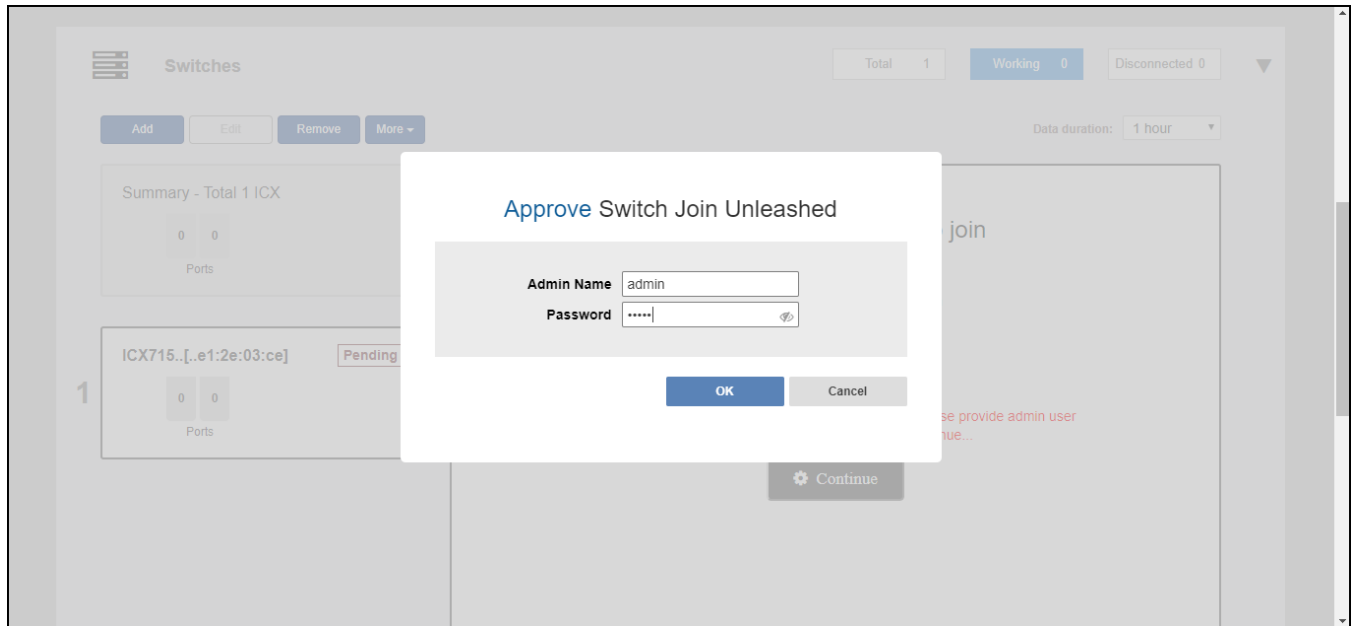 Switches
Total 1
Working 0
Disconnected 0
Add
Edit
Remove
More
Data duration: 1 hour
Summary - Total 1 ICX
0 0
Ports
1
ICX715..[..e1:2e:03:ce]
Pending
0 0
Ports
Approve Switch Join Unleashed
Admin Name admin
Password •••••
OK
Cancel
join
se provide admin user
nue...
Continue